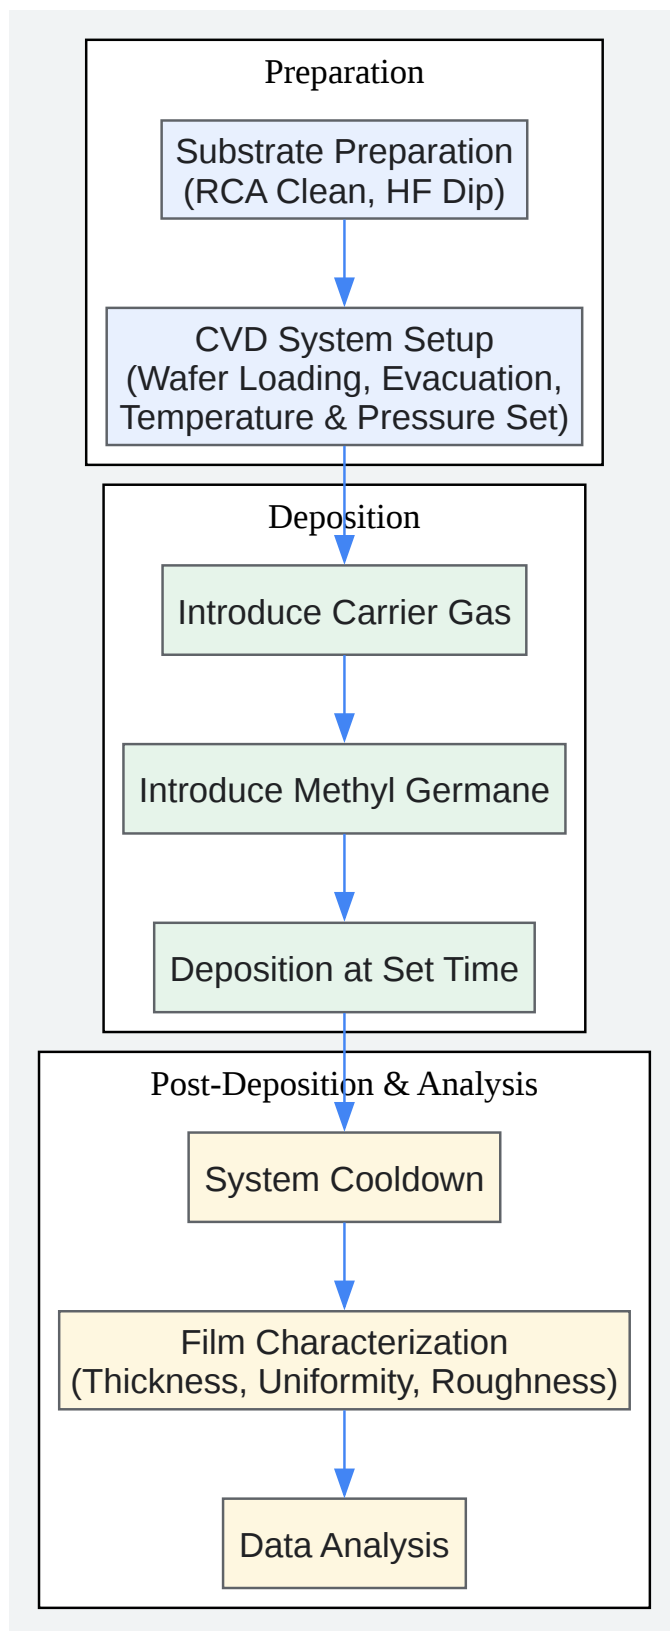 Preparation
Substrate Preparation
(RCA Clean, HF Dip)
CVD System Setup
(Wafer Loading, Evacuation,
Temperature & Pressure Set)
Deposition
Introduce Carrier Gas
Introduce Methyl Germane
Deposition at Set Time
Post-Deposition & Analysis
System Cooldown
Film Characterization
(Thickness, Uniformity, Roughness)
Data Analysis